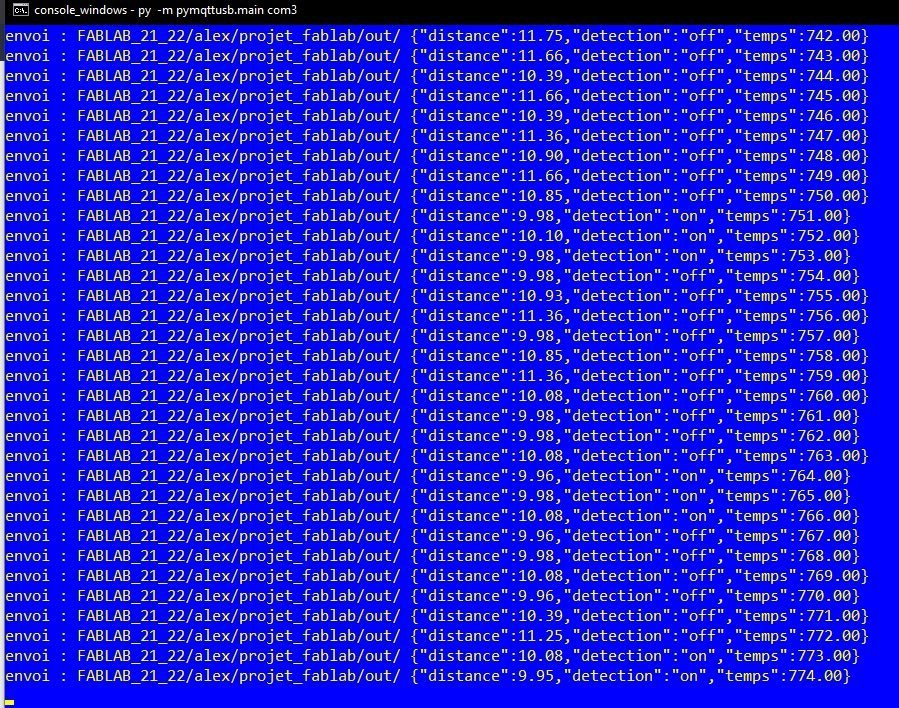 console_windows - py -m pymqttusb.main com3
envoi : FABLAB_21_22/alex/projet_fablab/out/ {"distance":11.75,"detection":"off","temps":742.00}
envoi : FABLAB_21_22/alex/projet_fablab/out/ {"distance":11.66,"detection":"off","temps":743.00}
envoi : FABLAB_21_22/alex/projet_fablab/out/ {"distance":10.39,"detection":"off","temps":744.00}
envoi : FABLAB_21_22/alex/projet_fablab/out/ {"distance":11.66,"detection":"off","temps":745.00}
envoi : FABLAB_21_22/alex/projet_fablab/out/ {"distance":10.39,"detection":"off","temps":746.00}
envoi : FABLAB_21_22/alex/projet_fablab/out/ {"distance":11.36,"detection":"off","temps":747.00}
envoi : FABLAB_21_22/alex/projet_fablab/out/ {"distance":10.90,"detection":"off","temps":748.00}
envoi : FABLAB_21_22/alex/projet_fablab/out/ {"distance":11.66,"detection":"off","temps":749.00}
envoi : FABLAB_21_22/alex/projet_fablab/out/ {"distance":10.85,"detection":"off","temps":750.00}
envoi : FABLAB_21_22/alex/projet_fablab/out/ {"distance":9.98,"detection":"on","temps":751.00}
envoi : FABLAB_21_22/alex/projet_fablab/out/ {"distance":10.10,"detection":"on","temps":752.00}
envoi : FABLAB_21_22/alex/projet_fablab/out/ {"distance":9.98,"detection":"on","temps":753.00}
envoi : FABLAB_21_22/alex/projet_fablab/out/ {"distance":9.98,"detection":"off","temps":754.00}
envoi : FABLAB_21_22/alex/projet_fablab/out/ {"distance":10.93,"detection":"off","temps":755.00}
envoi : FABLAB_21_22/alex/projet_fablab/out/ {"distance":11.36,"detection":"off","temps":756.00}
envoi : FABLAB_21_22/alex/projet_fablab/out/ {"distance":9.98,"detection":"off","temps":757.00}
envoi : FABLAB_21_22/alex/projet_fablab/out/ {"distance":10.85,"detection":"off","temps":758.00}
envoi : FABLAB_21_22/alex/projet_fablab/out/ {"distance":11.36,"detection":"off","temps":759.00}
envoi : FABLAB_21_22/alex/projet_fablab/out/ {"distance":10.08,"detection":"off","temps":760.00}
envoi : FABLAB_21_22/alex/projet_fablab/out/ {"distance":9.98,"detection":"off","temps":761.00}
envoi : FABLAB_21_22/alex/projet_fablab/out/ {"distance":9.98,"detection":"off","temps":762.00}
envoi : FABLAB_21_22/alex/projet_fablab/out/ {"distance":10.08,"detection":"off","temps":763.00}
envoi : FABLAB_21_22/alex/projet_fablab/out/ {"distance":9.96,"detection":"on","temps":764.00}
envoi : FABLAB_21_22/alex/projet_fablab/out/ {"distance":9.98,"detection":"on","temps":765.00}
envoi : FABLAB_21_22/alex/projet_fablab/out/ {"distance":10.08,"detection":"on","temps":766.00}
envoi : FABLAB_21_22/alex/projet_fablab/out/ {"distance":9.96,"detection":"off","temps":767.00}
envoi : FABLAB_21_22/alex/projet_fablab/out/ {"distance":9.98,"detection":"off","temps":768.00}
envoi : FABLAB_21_22/alex/projet_fablab/out/ {"distance":10.08,"detection":"off","temps":769.00}
envoi : FABLAB_21_22/alex/projet_fablab/out/ {"distance":9.96,"detection":"off","temps":770.00}
envoi : FABLAB_21_22/alex/projet_fablab/out/ {"distance":10.39,"detection":"off","temps":771.00}
envoi : FABLAB_21_22/alex/projet_fablab/out/ {"distance":11.25,"detection":"off","temps":772.00}
envoi : FABLAB_21_22/alex/projet_fablab/out/ {"distance":10.08,"detection":"on","temps":773.00}
envoi : FABLAB_21_22/alex/projet_fablab/out/ {"distance":9.95,"detection":"on","temps":774.00}